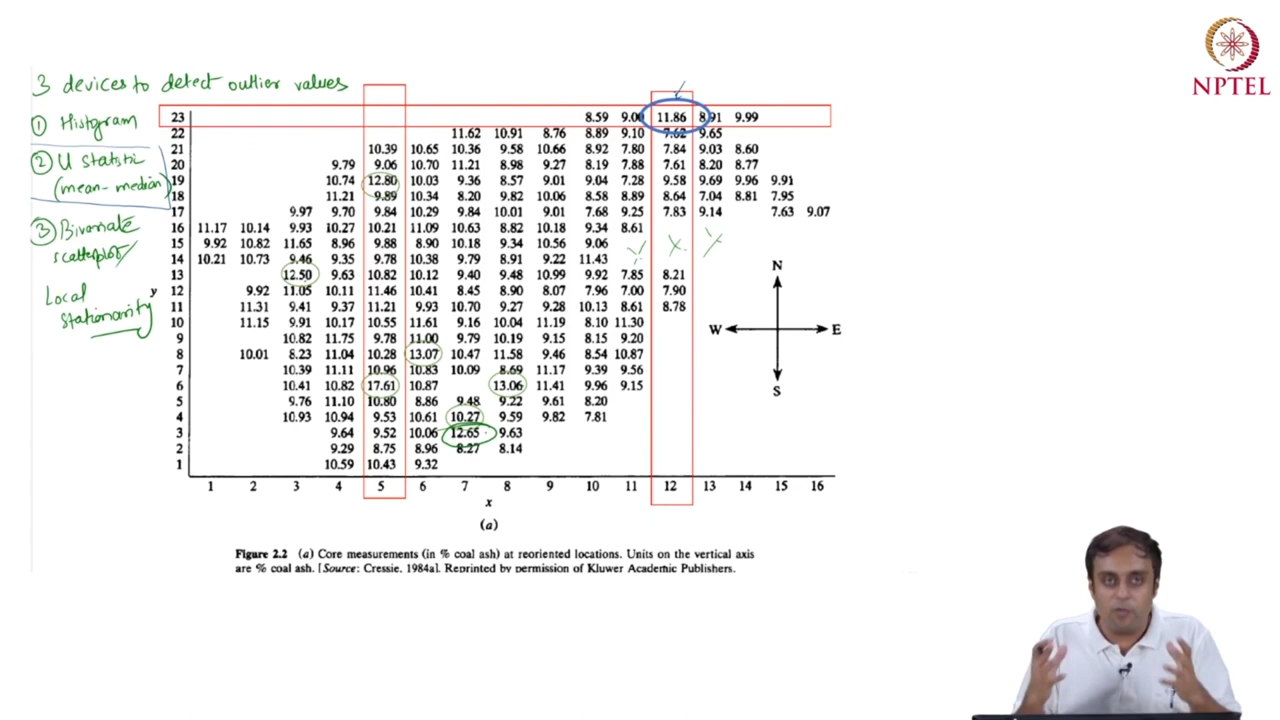 NPTEL
3 devices to detect outlier values
① Histogram
② U Statistic
(mean-median)
③ Bivariate
scatterplot
Local
Stationarity
y
23 8.59 9.00 11.86 8.91 9.99
22 11.62 10.91 8.76 8.89 9.10 7.62 9.65
21 10.39 10.65 10.36 9.58 10.66 8.92 7.80 7.84 9.03 8.60
20 9.79 9.06 10.70 11.21 8.98 9.27 8.19 7.88 7.61 8.20 8.77
19 10.74 12.80 10.03 9.36 8.57 9.01 9.04 7.28 9.58 9.69 9.96 9.91
18 11.21 9.89 10.34 8.20 9.82 10.06 8.58 8.89 8.64 7.04 8.81 7.95
17 9.97 9.70 9.84 10.29 9.84 10.01 9.01 7.68 9.25 7.83 9.14 7.63 9.07
16 11.17 10.14 9.93 10.27 10.21 11.09 10.63 8.82 10.18 9.34 8.61
15 9.92 10.82 11.65 8.96 9.88 8.90 10.18 9.34 10.56 9.06
14 10.21 10.73 9.46 9.35 9.78 10.38 9.79 8.91 9.22 11.43
13 12.50 9.63 10.82 10.12 9.40 9.48 10.99 9.92 7.85 8.21
12 9.92 11.05 10.11 11.46 10.41 8.45 8.90 8.07 7.96 7.00 7.90
11 11.31 9.41 9.37 11.21 9.93 10.70 9.27 9.28 10.13 8.61 8.78
10 11.15 9.91 10.17 10.55 11.61 9.16 10.04 11.19 8.10 11.30
9 10.82 11.75 9.78 11.00 9.79 10.19 9.15 8.15 9.20
8 10.01 8.23 11.04 10.28 13.07 10.47 11.58 9.46 8.54 10.87
7 10.39 11.11 10.96 10.83 10.09 8.69 11.17 9.39 9.56
6 10.41 10.82 17.61 10.87 13.06 11.41 9.96 9.15
5 9.76 11.10 10.80 8.86 9.48 9.22 9.61 8.20
4 10.93 10.94 9.53 10.61 10.27 9.59 9.82 7.81
3 9.64 9.52 10.06 12.65 9.63
2 9.29 8.75 8.96 8.27 8.14
1 10.59 10.43 9.32
1 2 3 4 5 6 7 8 9 10 11 12 13 14 15 16
x
(a)
N
W E
S
Figure 2.2 (a) Core measurements (in % coal ash) at reoriented locations. Units on the vertical axis
are % coal ash. [Source: Cressie, 1984a]. Reprinted by permission of Kluwer Academic Publishers.